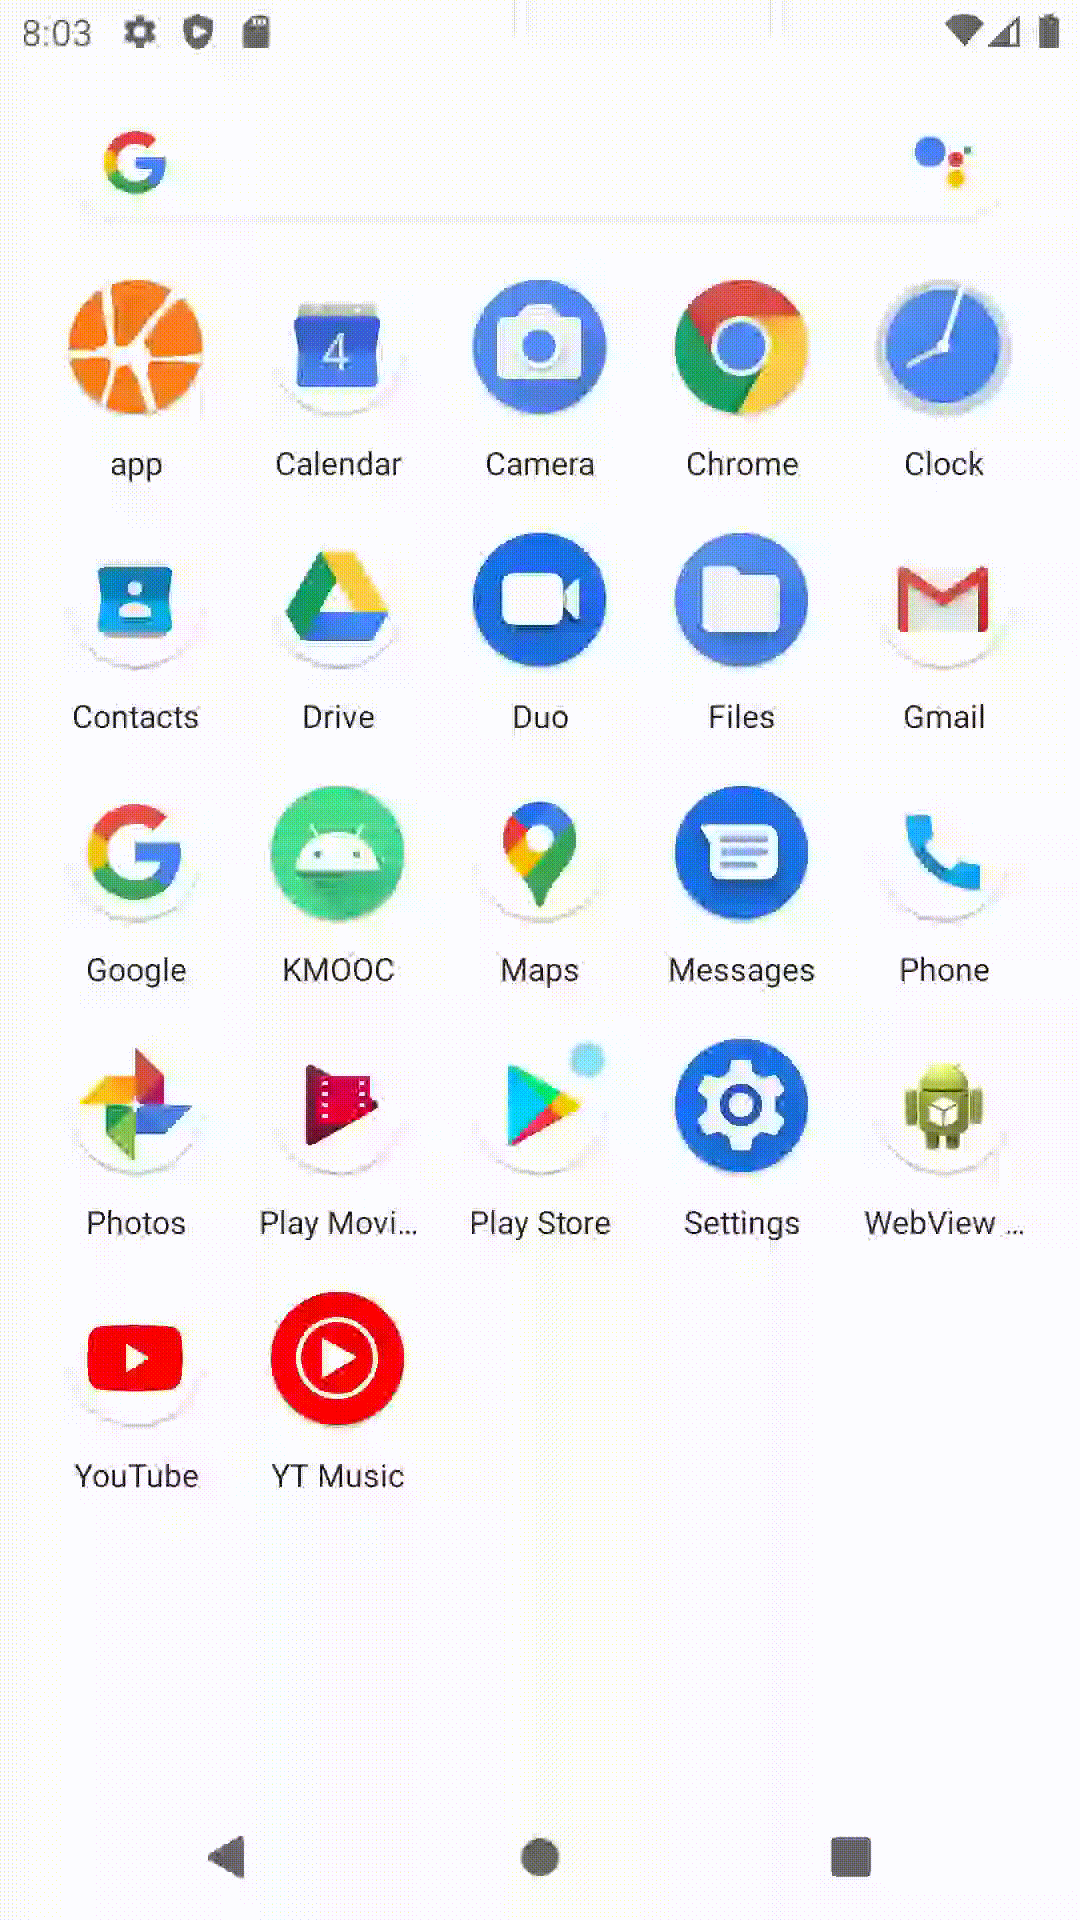 8:03
app Calendar Camera Chrome Clock
4
Contacts Drive Duo Files Gmail
Google KMOOC Maps Messages Phone
Photos Play Movi... Play Store Settings WebView ...
YouTube YT Music